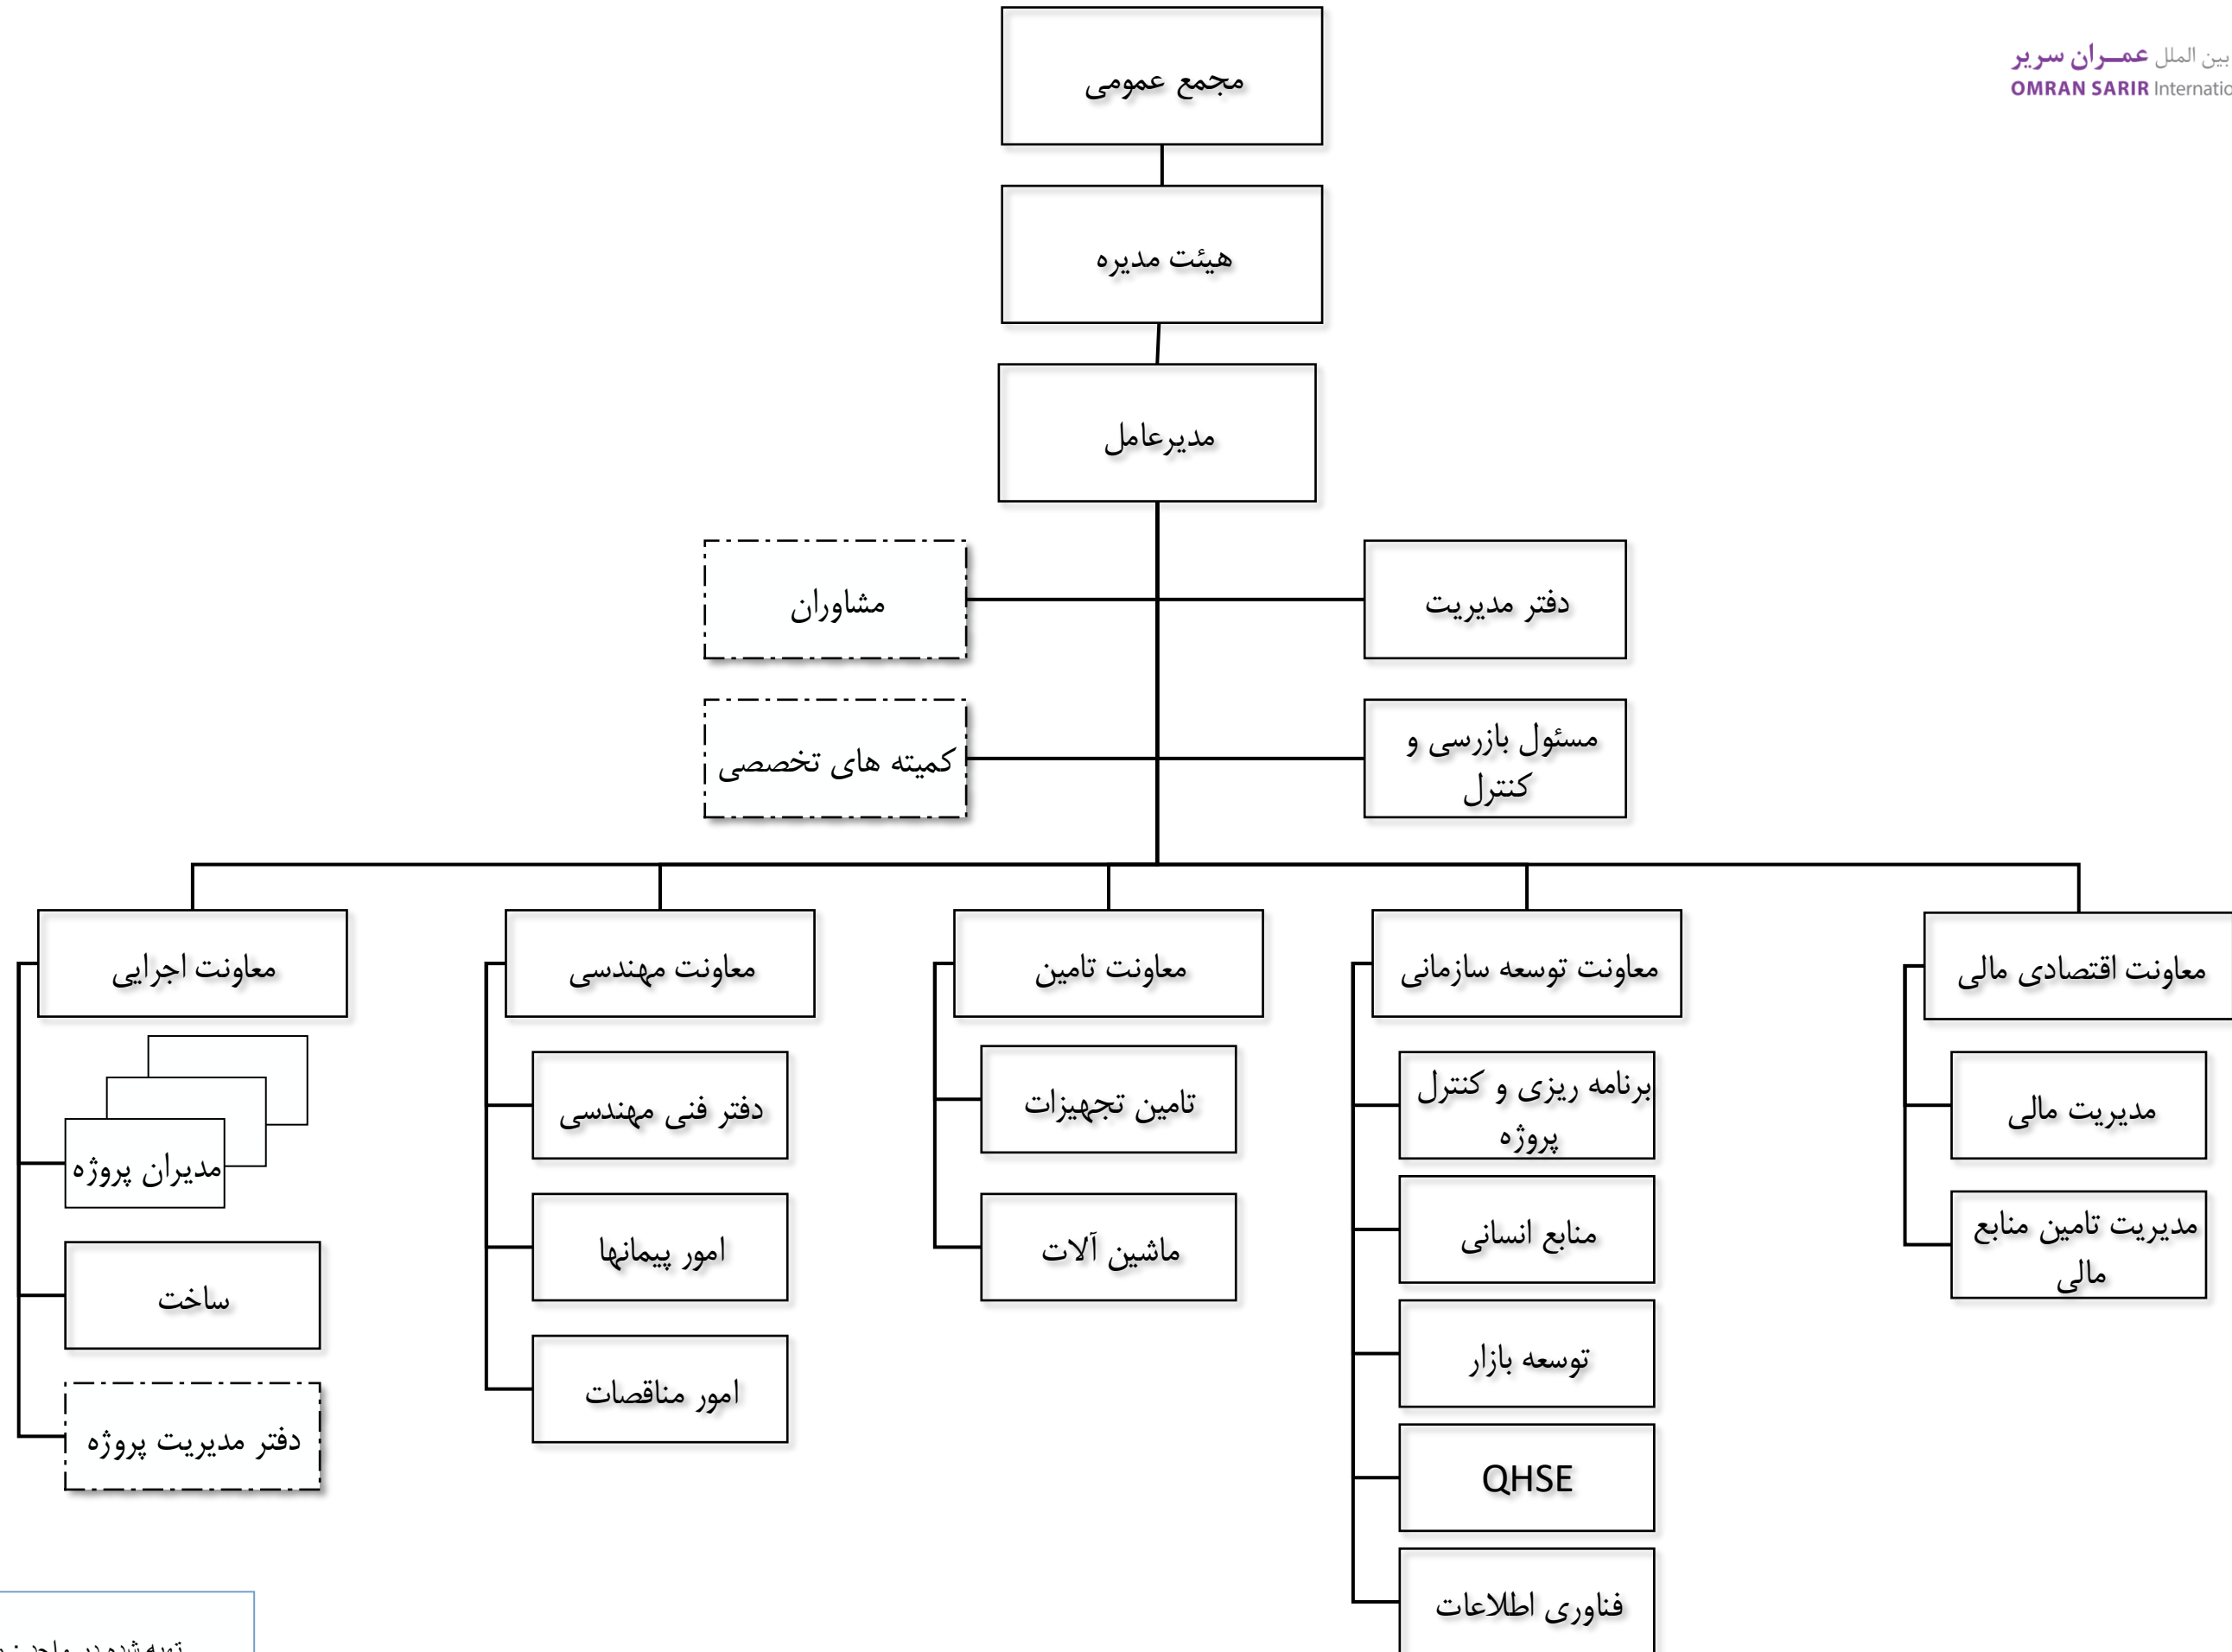 بین الملل عمـران سریر
OMRAN SARIR
مجمع عمومی
هیئت مدیره
مدیرعامل
دفتر مدیریت
مشاوران
مسئول بازرسی و
کنترل
کمیته های تخصصی
معاونت اقتصادی مالی
مدیریت مالی
مدیریت تامین منابع
مالی
معاونت توسعه سازمانی
برنامه ریزی و کنترل
پروژه
منابع انسانی
توسعه بازار
QHSE
فناوری اطلاعات
معاونت تامین
تامین تجهیزات
ماشین آلات
معاونت مهندسی
دفتر فنی مهندسی
امور پیمانها
امور مناقصات
معاونت اجرایی
مدیران پروژه
ساخت
دفتر مدیریت پروژه